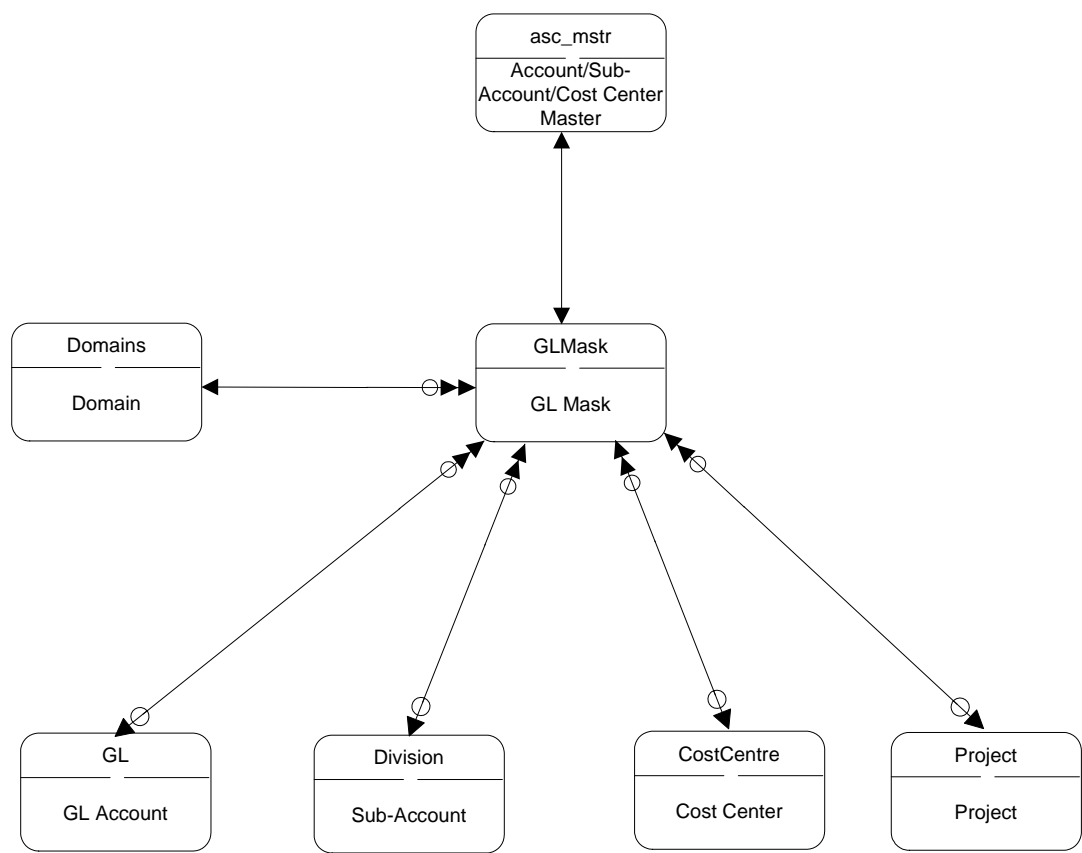 asc_mstr
Account/Sub-
Account/Cost Center
Master
Domains
Domain
GLMask
GL Mask
GL
GL Account
Division
Sub-Account
CostCentre
Cost Center
Project
Project